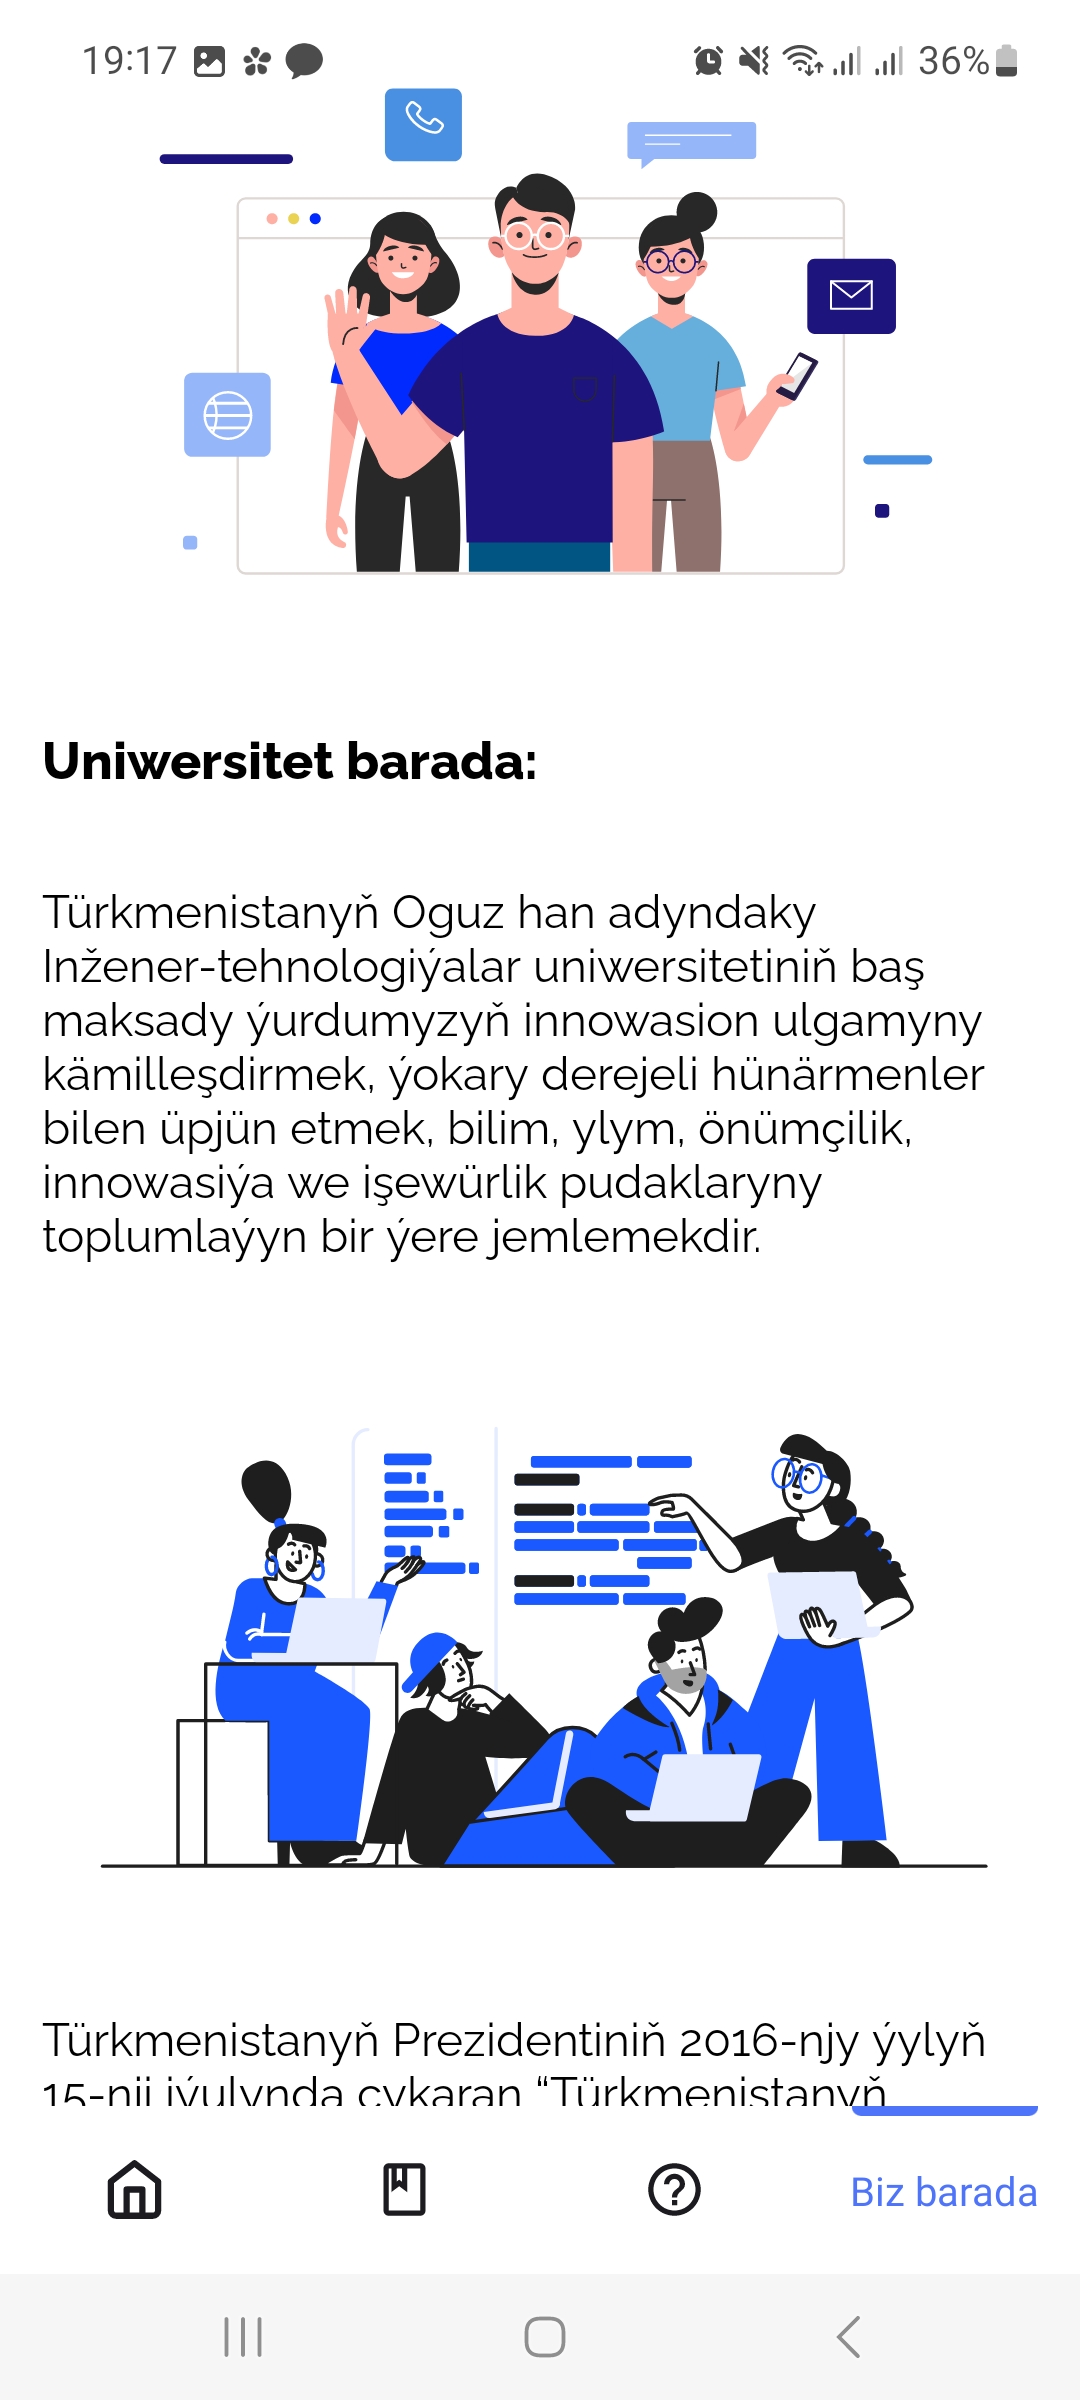 19:17
36%
Uniwersitet barada:
Türkmenistanyň Oguz han adyndaky
Inžener-tehnologiýalar uniwersitetiniň baş
maksady ýurdumyzyň innowasion ulgamyny
kämilleşdirmek, ýokary derejeli hünärmenler
bilen üpjün etmek, bilim, ylym, önümçilik,
innowasiýa we işewürlik pudaklaryny
toplumlaýyn bir ýere jemlemekdir.
Türkmenistanyň Prezidentiniň 2016-njy ýylyň
15-nji iýulynda çykaran “Türkmenistanyň
Biz barada